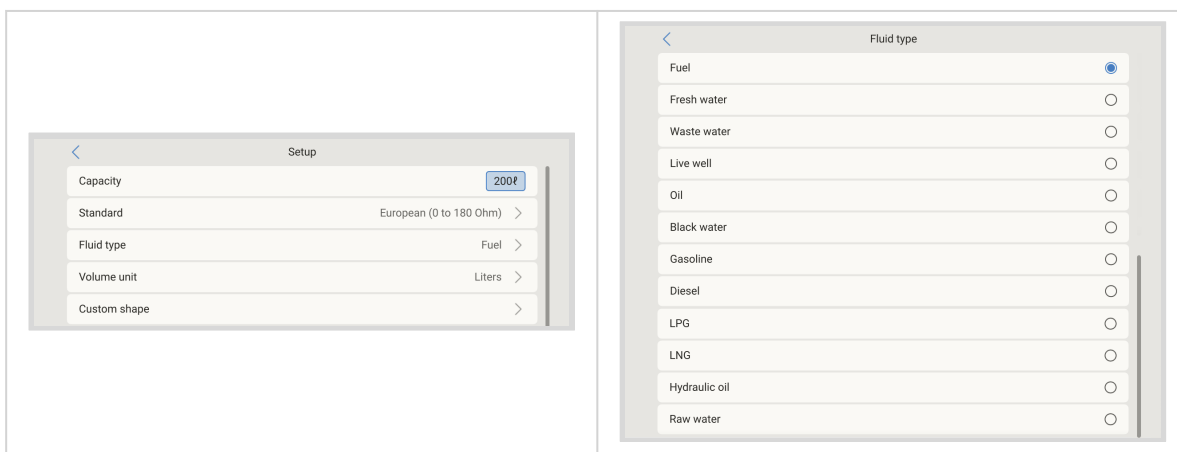 Setup
Capacity 200ℓ
Standard European (0 to 180 Ohm)
Fluid type Fuel
Volume unit Liters
Custom shape
Fluid type
Fuel
Fresh water
Waste water
Live well
Oil
Black water
Gasoline
Diesel
LPG
LNG
Hydraulic oil
Raw water